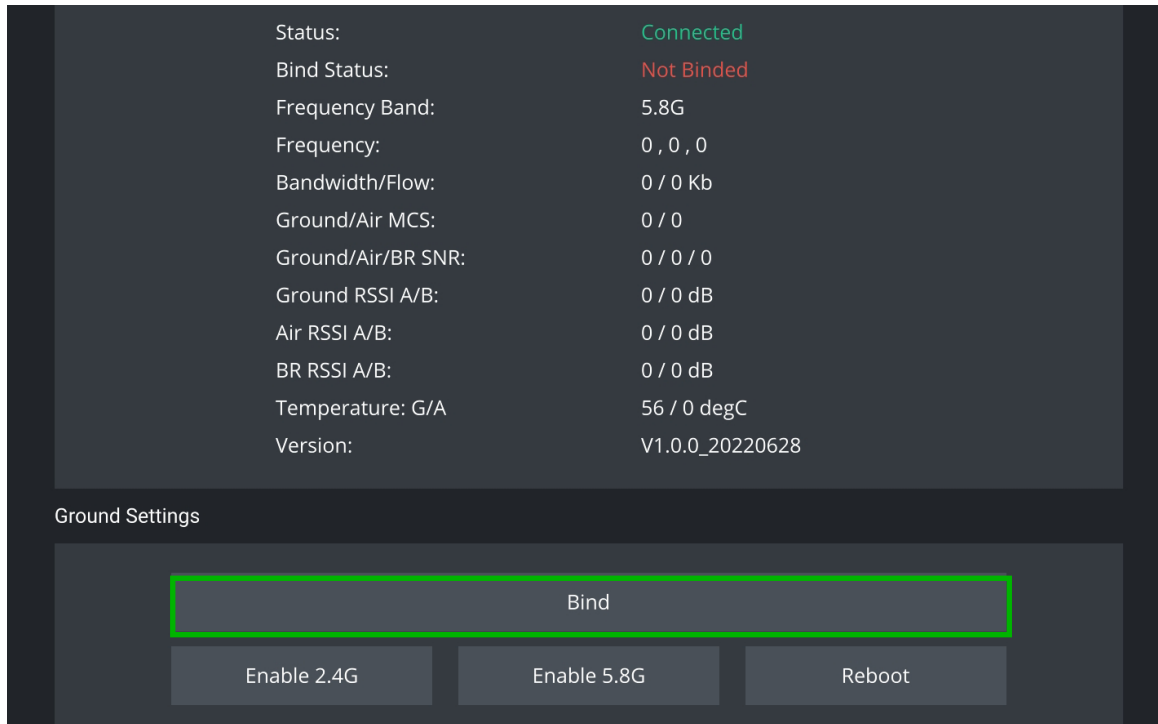 Status: Connected
Bind Status: Not Binded
Frequency Band: 5.8G
Frequency: 0 , 0 , 0
Bandwidth/Flow: 0 / 0 Kb
Ground/Air MCS: 0 / 0
Ground/Air/BR SNR: 0 / 0 / 0
Ground RSSI A/B: 0 / 0 dB
Air RSSI A/B: 0 / 0 dB
BR RSSI A/B: 0 / 0 dB
Temperature: G/A 56 / 0 degC
Version: V1.0.0_20220628
Ground Settings
Bind
Enable 2.4G Enable 5.8G Reboot